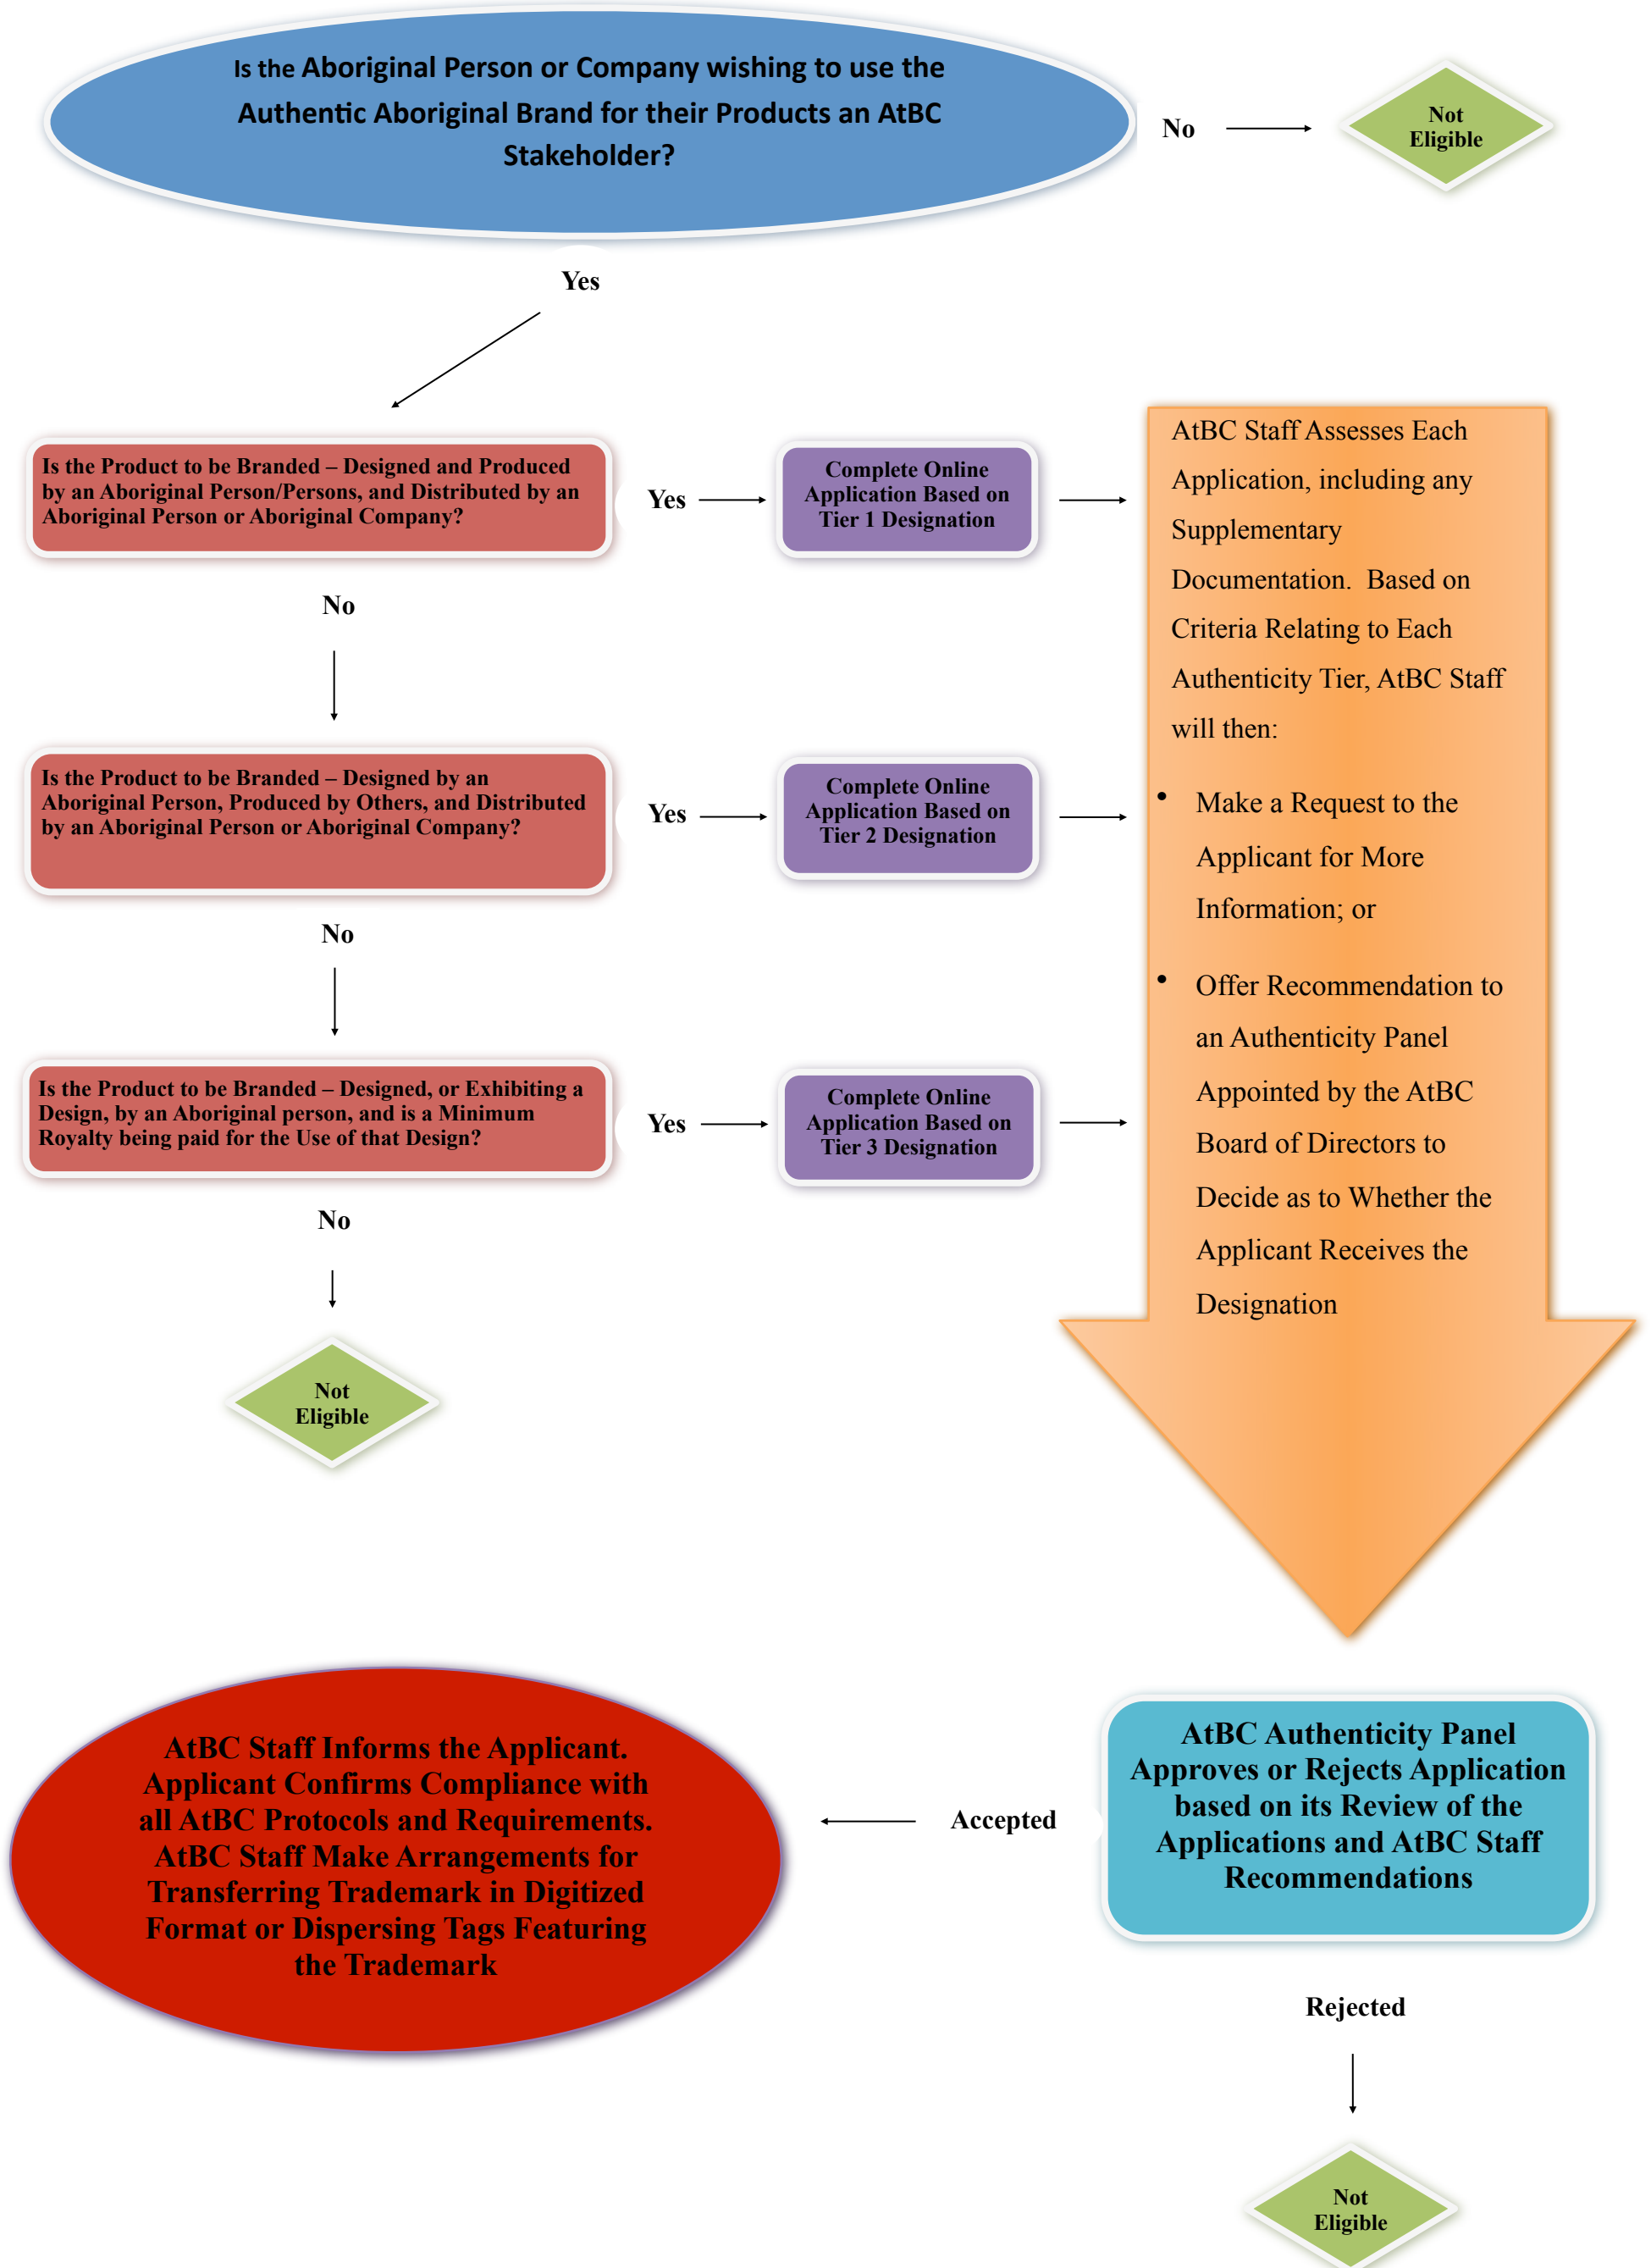 Is the Aboriginal Person or Company wishing to use the
Authentic Aboriginal Brand for their Products an AtBC
Stakeholder?
No
Not
Eligible
Yes
Is the Product to be Branded – Designed and Produced
by an Aboriginal Person/Persons, and Distributed by an
Aboriginal Person or Aboriginal Company?
Yes
Complete Online
Application Based on
Tier 1 Designation
No
Is the Product to be Branded – Designed by an
Aboriginal Person, Produced by Others, and Distributed
by an Aboriginal Person or Aboriginal Company?
Yes
Complete Online
Application Based on
Tier 2 Designation
No
Is the Product to be Branded – Designed, or Exhibiting a
Design, by an Aboriginal person, and is a Minimum
Royalty being paid for the Use of that Design?
Yes
Complete Online
Application Based on
Tier 3 Designation
No
Not
Eligible
AtBC Staff Assesses Each
Application, including any
Supplementary
Documentation.  Based on
Criteria Relating to Each
Authenticity Tier, AtBC Staff
will then:
• Make a Request to the
Applicant for More
Information; or
• Offer Recommendation to
an Authenticity Panel
Appointed by the AtBC
Board of Directors to
Decide as to Whether the
Applicant Receives the
Designation
AtBC Authenticity Panel
Approves or Rejects Application
based on its Review of the
Applications and AtBC Staff
Recommendations
Accepted
AtBC Staff Informs the Applicant.
Applicant Confirms Compliance with
all AtBC Protocols and Requirements.
AtBC Staff Make Arrangements for
Transferring Trademark in Digitized
Format or Dispersing Tags Featuring
the Trademark
Rejected
Not
Eligible